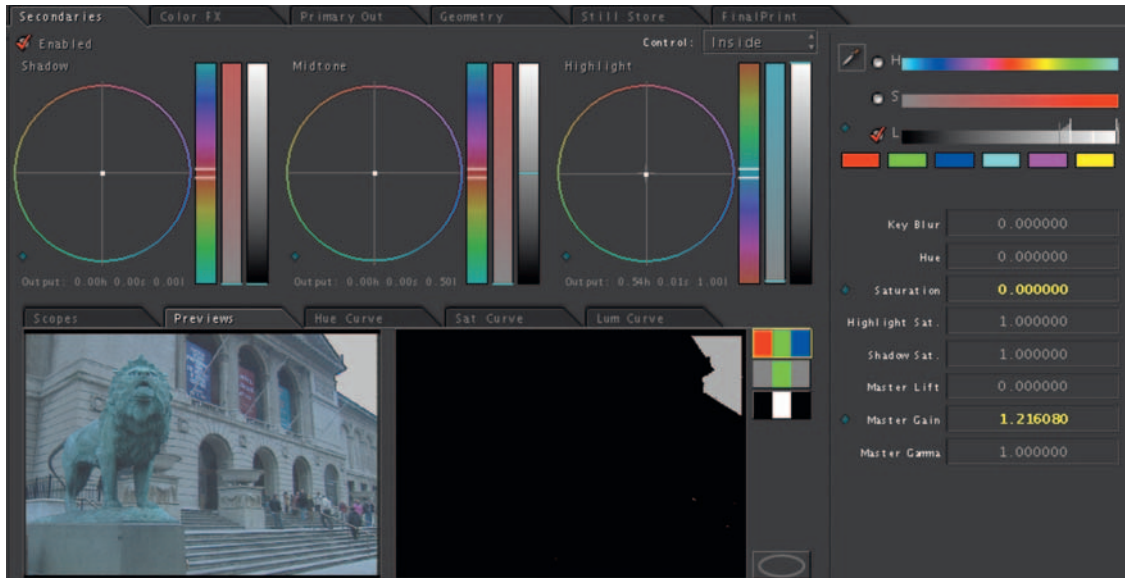 Secondaries Color FX Primary Out Geometry Still Store FinalPrint
Enabled
Control: Inside
Shadow Midtone Highlight
Output: 0.00h 0.00s 0.00l Output: 0.00h 0.00s 0.50l Output: 0.54h 0.01s 1.00l
H
S
L
Key Blur 0.000000
Hue 0.000000
Saturation 0.000000
Highlight Sat. 1.000000
Shadow Sat. 1.000000
Master Lift 0.000000
Master Gain 1.216080
Master Gamma 1.000000
Scopes Previews Hue Curve Sat Curve Lum Curve